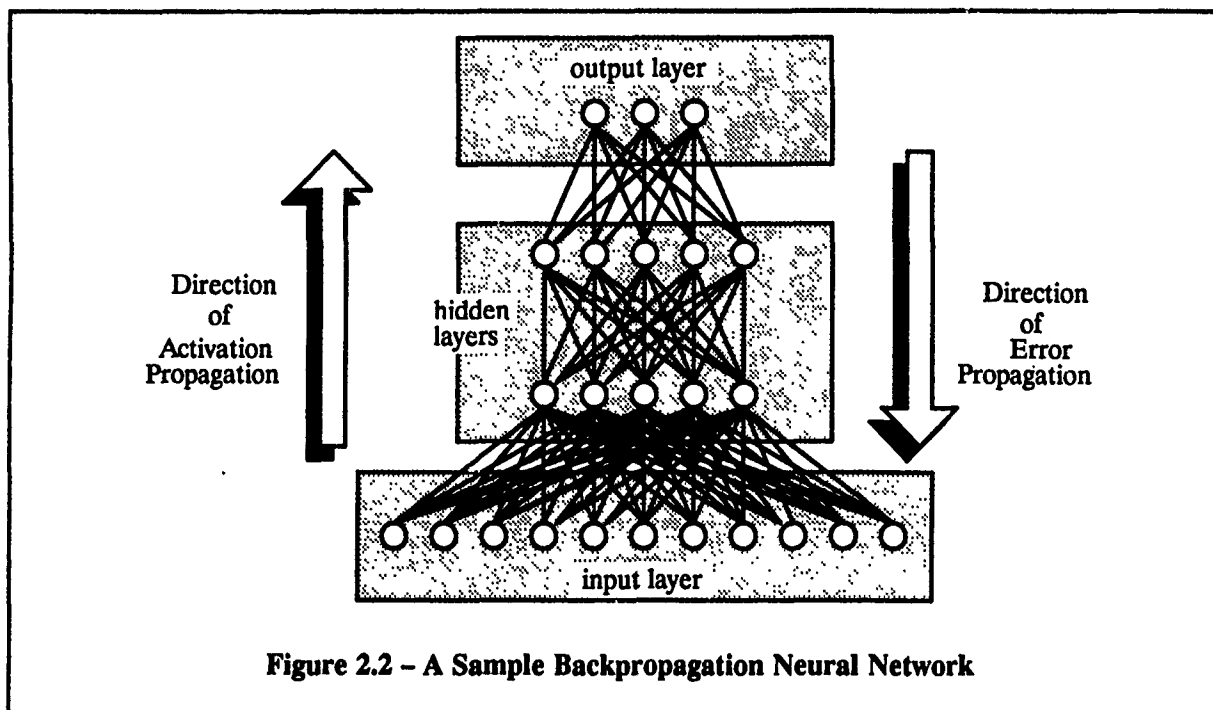 output layer
Direction
of
Activation
Propagation
hidden
layers
Direction
of
Error
Propagation
input layer
Figure 2.2 – A Sample Backpropagation Neural Network